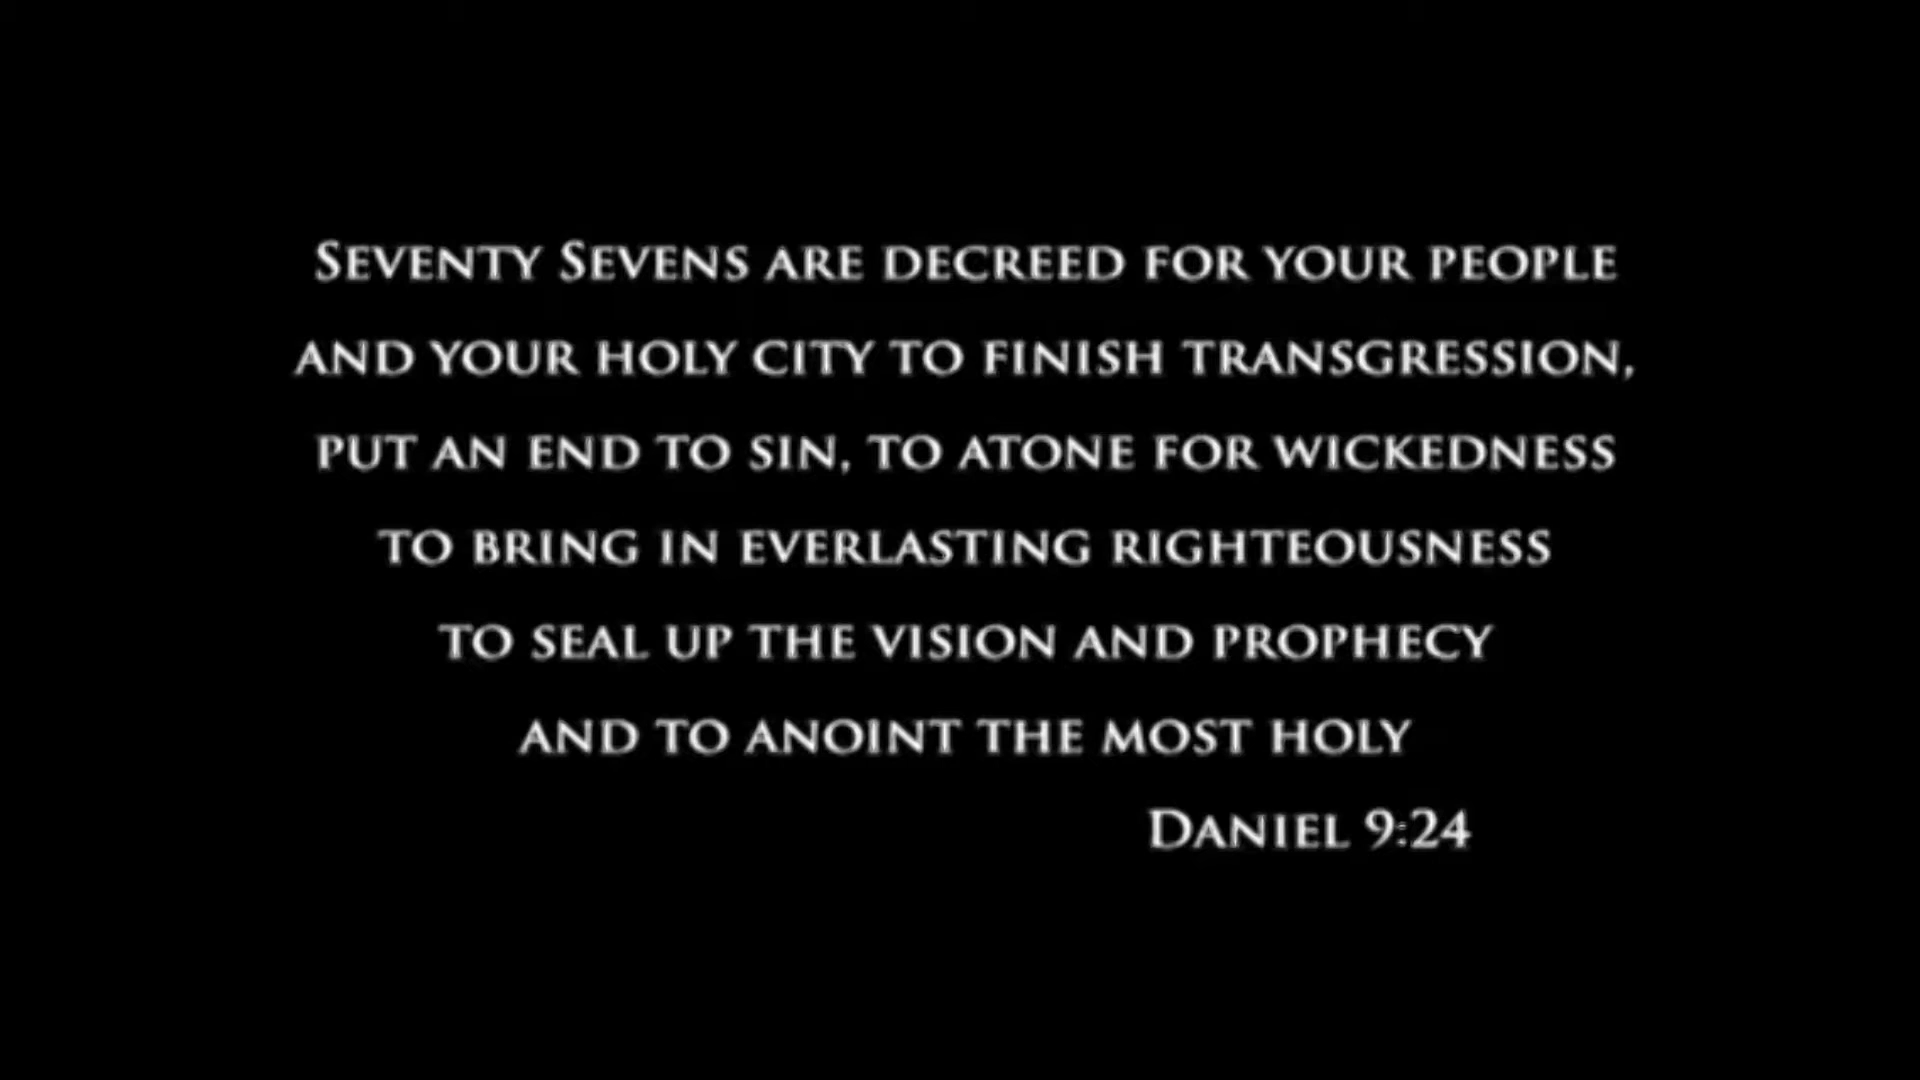 Seventy Sevens are decreed for your people
and your holy city to finish transgression,
put an end to sin, to atone for wickedness
to bring in everlasting righteousness
to seal up the vision and prophecy
and to anoint the most holy
Daniel 9:24